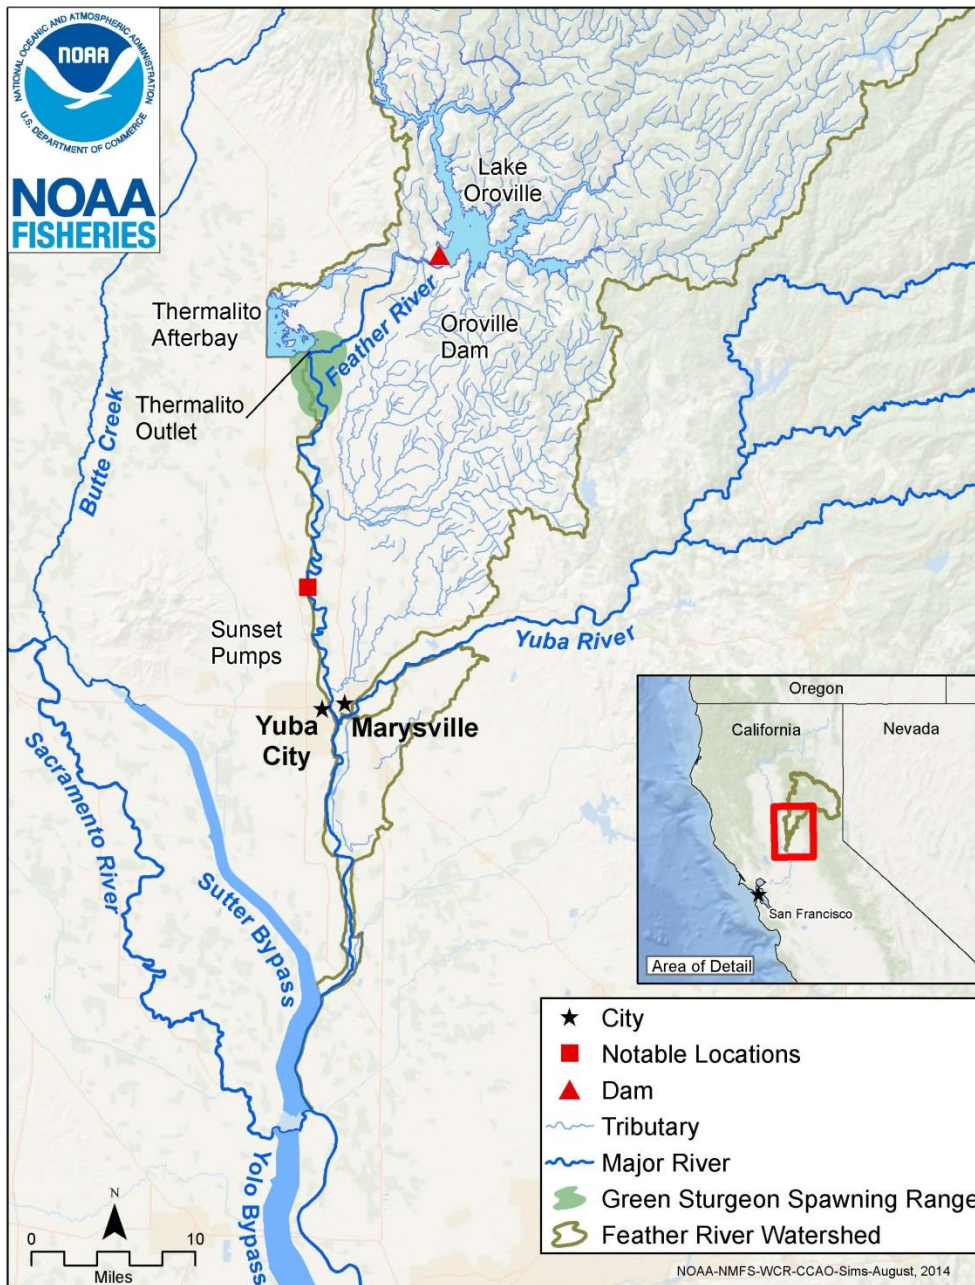 NATIONAL OCEANIC AND ATMOSPHERIC ADMINISTRATION
U.S. DEPARTMENT OF COMMERCE
NOAA
NOAA
FISHERIES
Lake
Oroville
Thermalito
Afterbay
Feather River
Oroville
Dam
Thermalito
Outlet
Butte Creek
Sunset
Pumps
Yuba River
Yuba
City
Marysville
Sacramento River
Sutter Bypass
Yolo Bypass
Oregon
California
Nevada
San Francisco
Area of Detail
City
Notable Locations
Dam
Tributary
Major River
Green Sturgeon Spawning Range
Feather River Watershed
N
0 10
Miles
NOAA-NMFS-WCR-CCAO-Sims-August, 2014